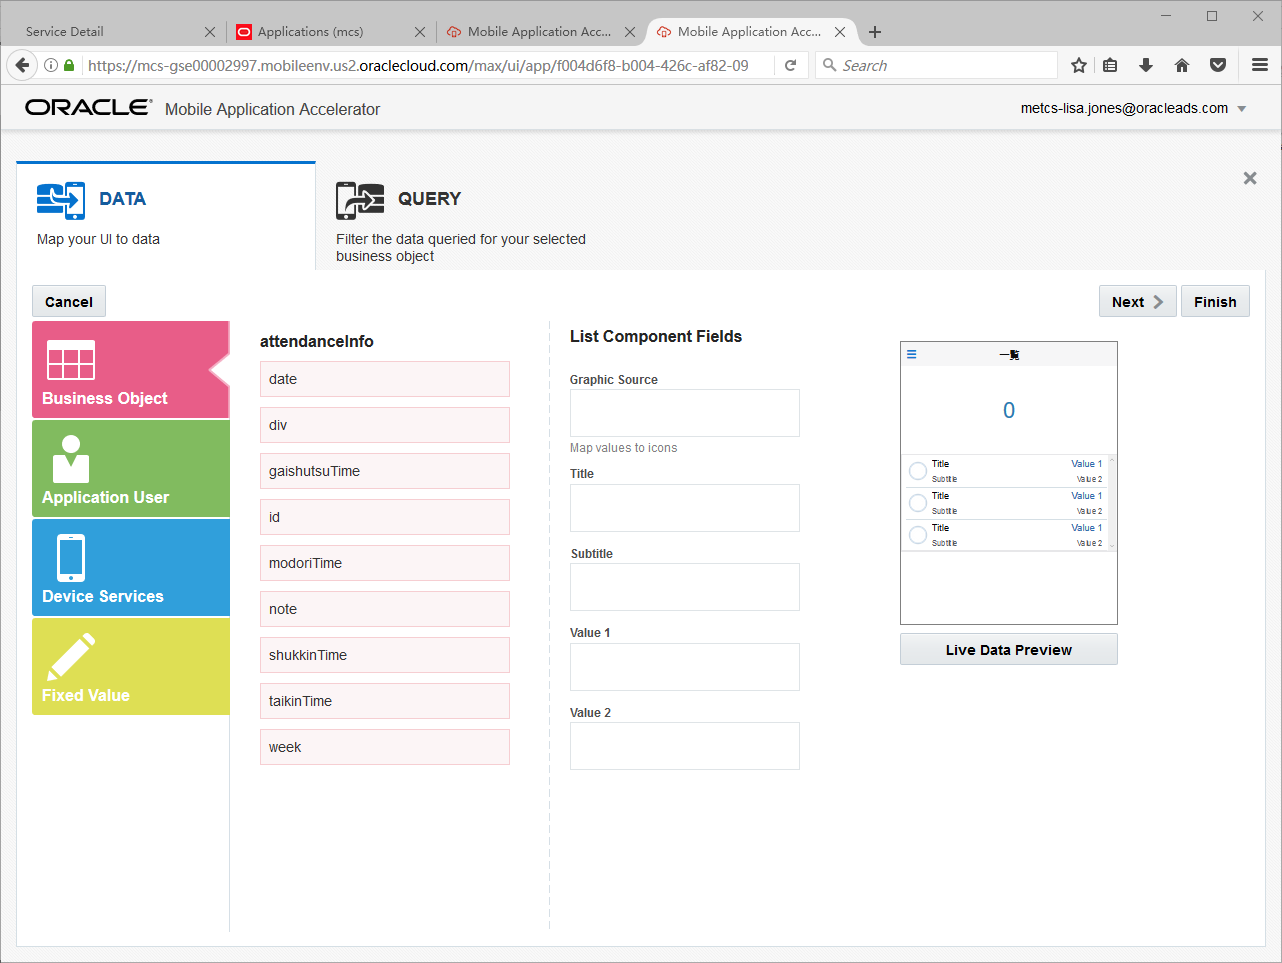 Service Detail
Applications (mcs)
Mobile Application Acc...
Mobile Application Acc...
https://mcs-gse00002997.mobileenv.us2.oraclecloud.com/max/ui/app/f004d6f8-b004-426c-af82-09
Search
ORACLE Mobile Application Accelerator
metcs-lisa.jones@oracleads.com
DATA
Map your UI to data
QUERY
Filter the data queried for your selected
business object
Cancel
Next
Finish
Business Object
Application User
Device Services
Fixed Value
attendanceInfo
date
div
gaishutsuTime
id
modoriTime
note
shukkinTime
taikinTime
week
List Component Fields
Graphic Source
Map values to icons
Title
Subtitle
Value 1
Value 2
一覧
0
Title Value 1
Subtitle Value 2
Title Value 1
Subtitle Value 2
Title Value 1
Subtitle Value 2
Live Data Preview